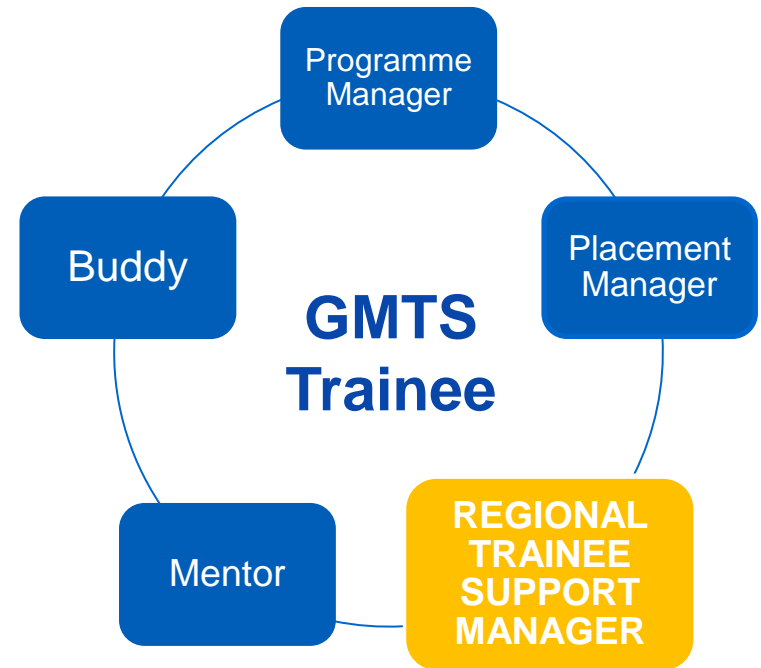 Programme
Manager
Placement
Manager
Buddy
GMTS
Trainee
REGIONAL
TRAINEE
SUPPORT
MANAGER
Mentor